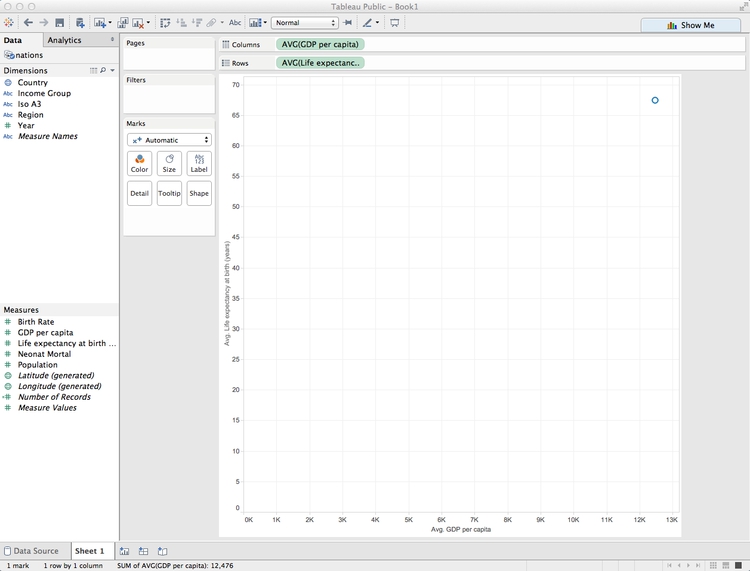 Tableau Public - Book1
Abc
Normal
Show Me
Data
Analytics
nations
Dimensions
Country
Abc Income Group
Abc Iso A3
Abc Region
Year
Abc Measure Names
Measures
Birth Rate
GDP per capita
Life expectancy at birth ...
Neonat Mortal
Population
Latitude (generated)
Longitude (generated)
Number of Records
Measure Values
Pages
Filters
Marks
Automatic
Abc
123
Color
Size
Label
Detail
Tooltip
Shape
Columns
AVG(GDP per capita)
Rows
AVG(Life expectanc..
Avg. Life expectancy at birth (years)
70
65
60
55
50
45
40
35
30
25
20
15
10
5
0
0K 1K 2K 3K 4K 5K 6K 7K 8K 9K 10K 11K 12K 13K
Avg. GDP per capita
Data Source
Sheet 1
1 mark
1 row by 1 column
SUM of AVG(GDP per capita): 12,476